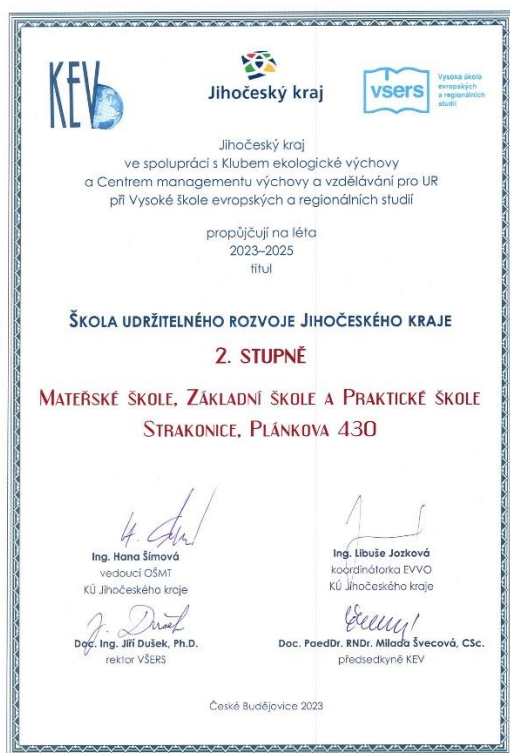 KEV
Jihočeský kraj
vsers
Vysoká škola
evropských
a regionálních
studií
Jihočeský kraj
ve spolupráci s Klubem ekologické výchovy
a Centrem managementu výchovy a vzdělávání pro UR
při Vysoké škole evropských a regionálních studií
propůjčují na léta
2023–2025
titul
ŠKOLA UDRŽITELNÉHO ROZVOJE JIHOČESKÉHO KRAJE
2. STUPNĚ
MATEŘSKÉ ŠKOLE, ZÁKLADNÍ ŠKOLE A PRAKTICKÉ ŠKOLE
STRAKONICE, PLÁNKOVA 430
Ing. Hana Šímová
vedoucí OŠMT
KÚ Jihočeského kraje
Ing. Libuše Jozková
koordinátorka EVVO
KÚ Jihočeského kraje
J. Dušek
Doc. Ing. Jiří Dušek, Ph.D.
rektor VŠERS
Doc. PaedDr. RNDr. Milada Švecová, CSc.
předsedkyně KEV
České Budějovice 2023